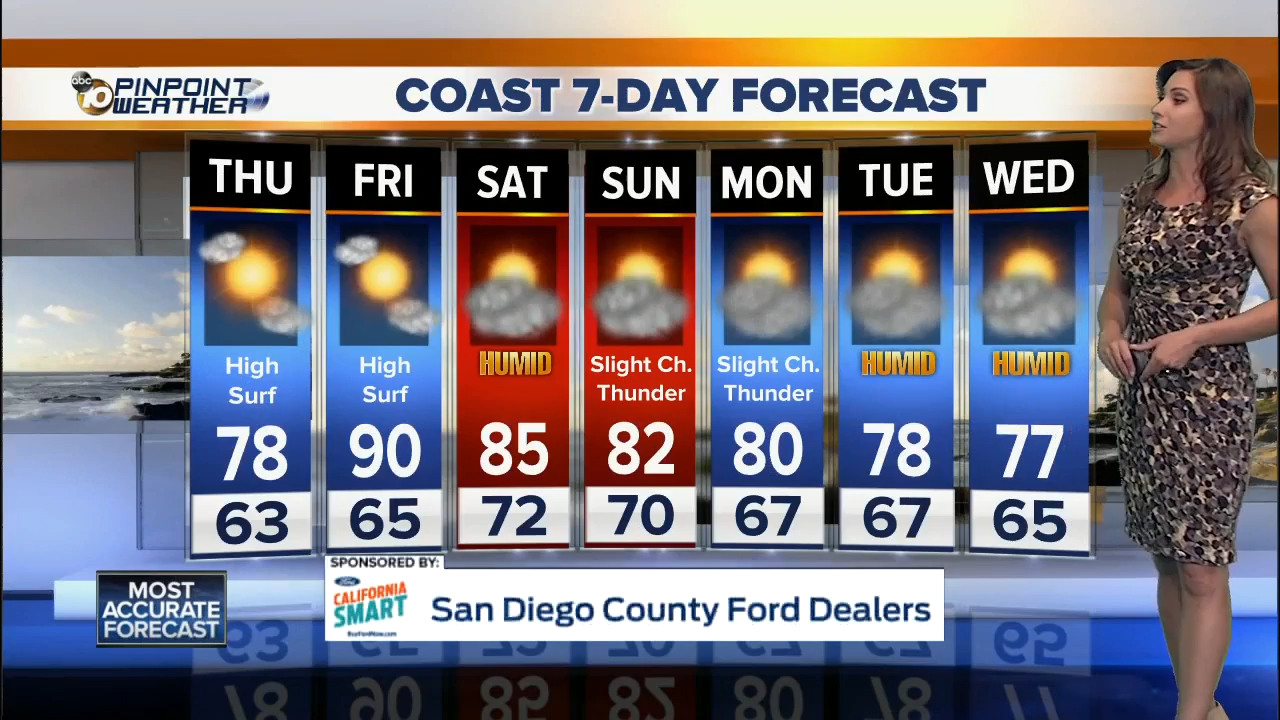 abc
10
PINPOINT
WEATHER
COAST 7-DAY FORECAST
THU
FRI
SAT
SUN
MON
TUE
WED
High
Surf
High
Surf
HUMID
Slight Ch.
Thunder
Slight Ch.
Thunder
HUMID
HUMID
78
90
85
82
80
78
77
63
65
72
70
67
67
65
MOST
ACCURATE
FORECAST
SPONSORED BY:
Ford
CALIFORNIA
SMART
San Diego County Ford Dealers